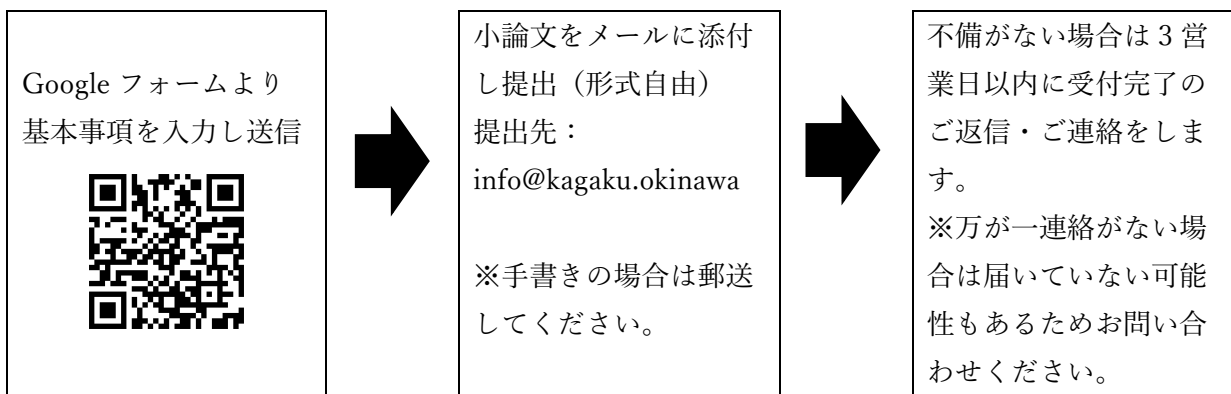 Google フォームより
基本事項を入力し送信
小論文をメールに添付
し提出（形式自由）
提出先：
info@kagaku.okinawa
※手書きの場合は郵送
してください。
不備がない場合は 3 営
業日以内に受付完了の
ご返信・ご連絡をしま
す。
※万が一連絡がない場
合は届いていない可能
性もあるためお問い合
わせください。